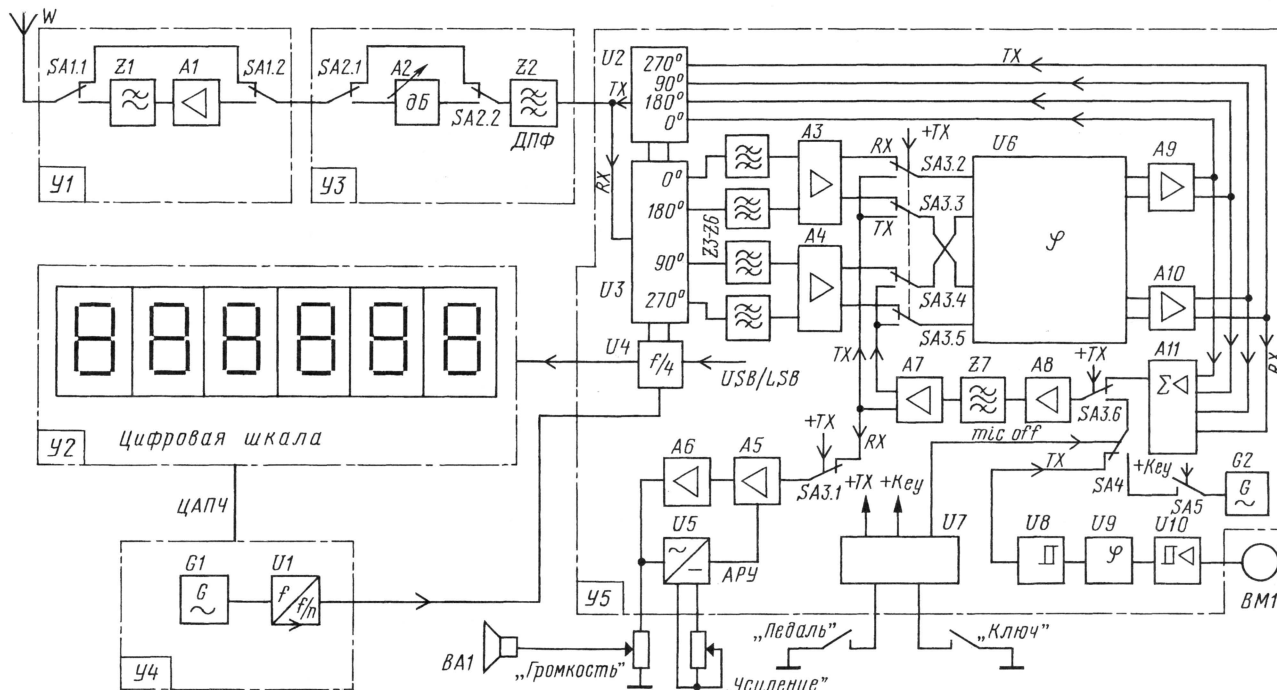 W
SA1.1
Z1
A1
SA1.2
У1
SA2.1
A2
дБ
SA2.2
Z2
ДПФ
У3
TX
RX
U2
270°
90°
180°
0°
TX
U3
0°
180°
90°
270°
Z3-Z6
A3
A4
RX
+TX
SA3.2
SA3.3
TX
SA3.4
SA3.5
U6
φ
A9
A10
RX
U4
f/4
USB/LSB
TX
A7
Z7
A8
+TX
SA3.6
A11
Σ
RX
mic off
TX
SA4
+Key
SA5
G2
G
Цифровая шкала
У2
ЦАПЧ
G1
G
U1
f
f/n
У4
A6
A5
+TX
SA3.1
U5
АРУ
+TX
+Key
U7
U8
U9
φ
U10
BM1
У5
BA1
„Громкость"
Усиление"
„Педаль"
„Ключ"